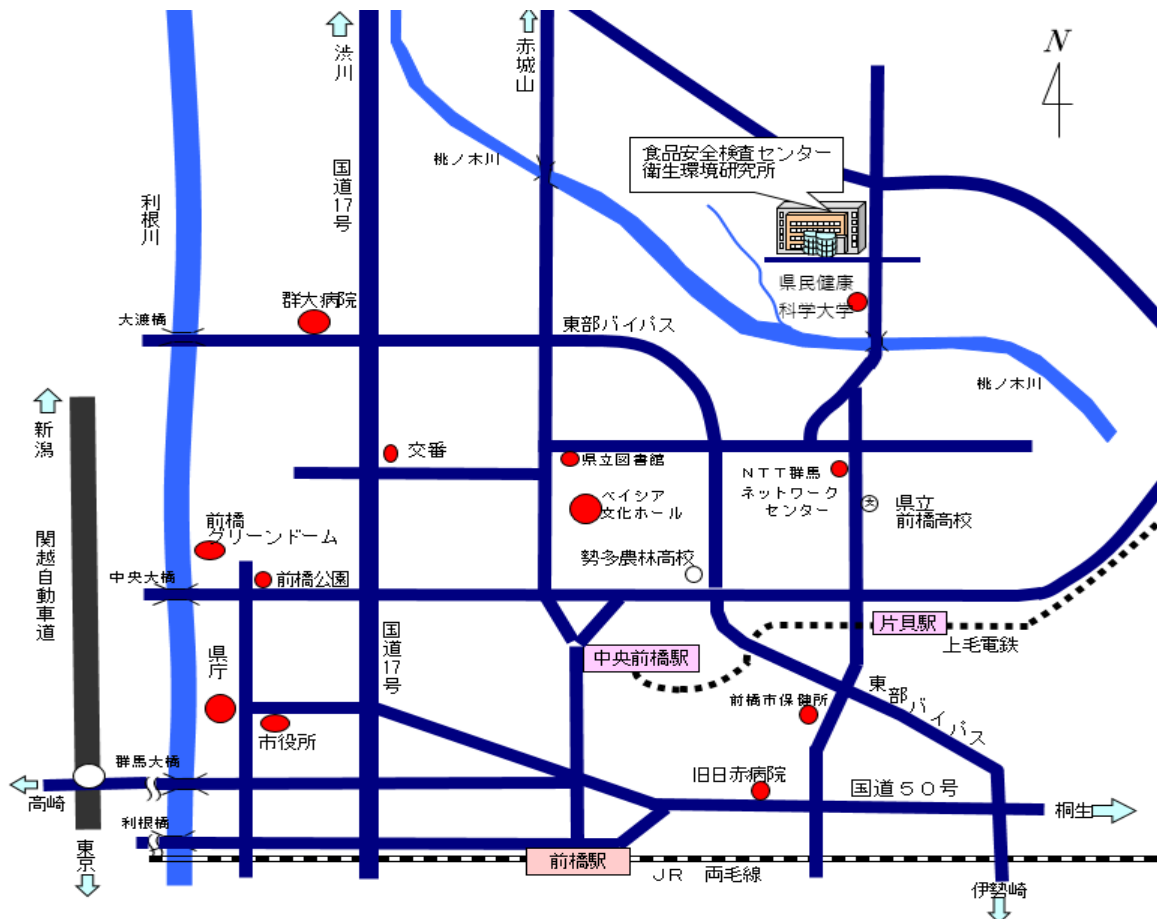 渋川
赤城山
N
食品安全検査センター
衛生環境研究所
桃ノ木川
国道17号
利根川
県民健康
科学大学
群大病院
大渡橋
東部バイパス
桃ノ木川
新潟
交番
県立図書館
NTT群馬
ネットワーク
センター
ベイシア
文化ホール
県立
前橋高校
前橋
グリーンドーム
関越自動車道
勢多農林高校
中央大橋
前橋公園
片貝駅
上毛電鉄
国道17号
県庁
中央前橋駅
東部バイパス
前橋市保健所
市役所
群馬大橋
旧日赤病院
国道50号
高崎
桐生
利根橋
東京
前橋駅
JR 両毛線
伊勢崎